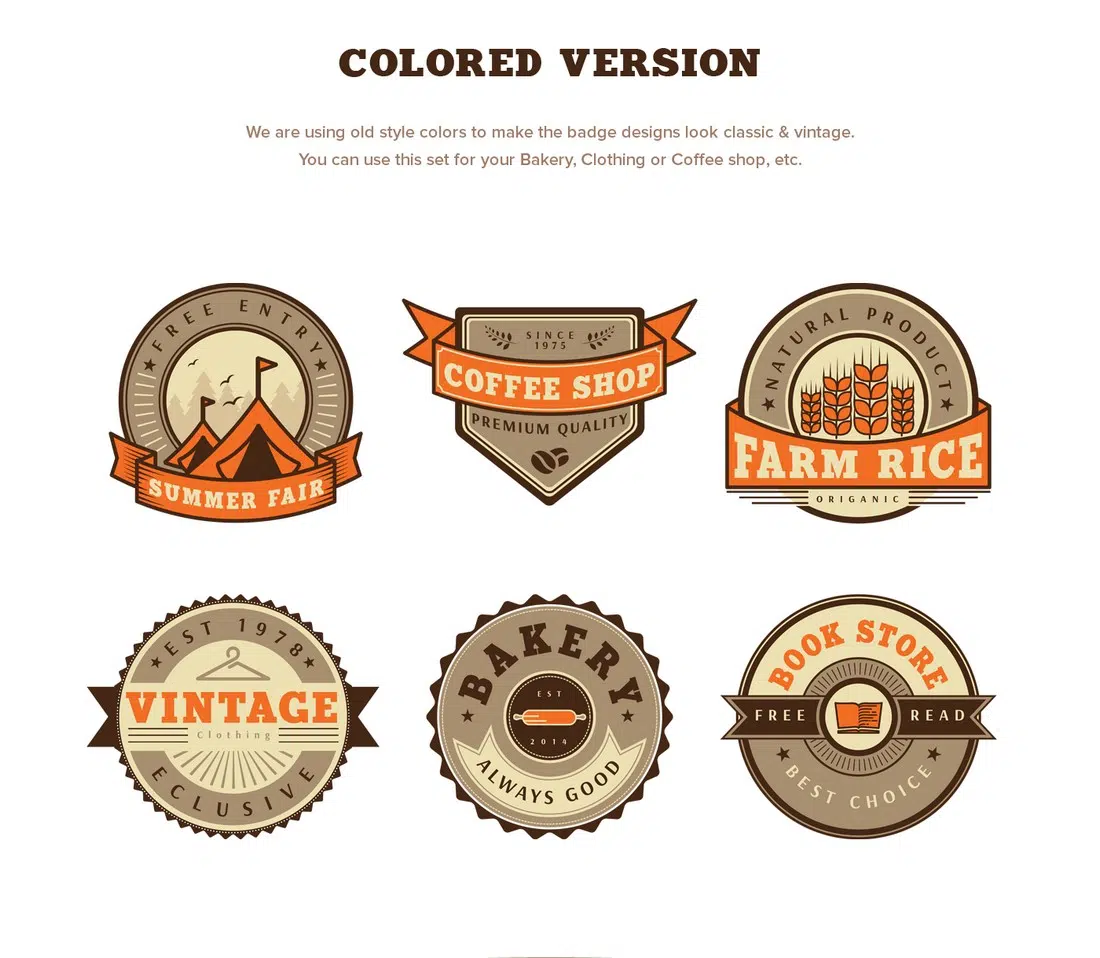 COLORED VERSION
We are using old style colors to make the badge designs look classic & vintage.
You can use this set for your Bakery, Clothing or Coffee shop, etc.
FREE ENTRY
SUMMER FAIR
SINCE
1975
COFFEE SHOP
PREMIUM QUALITY
NATURAL PRODUCT
FARM RICE
ORIGANIC
EST 1978
VINTAGE
Clothing
ECLUSIVE
BAKERY
EST
2014
ALWAYS GOOD
BOOK STORE
FREE READ
BEST CHOICE